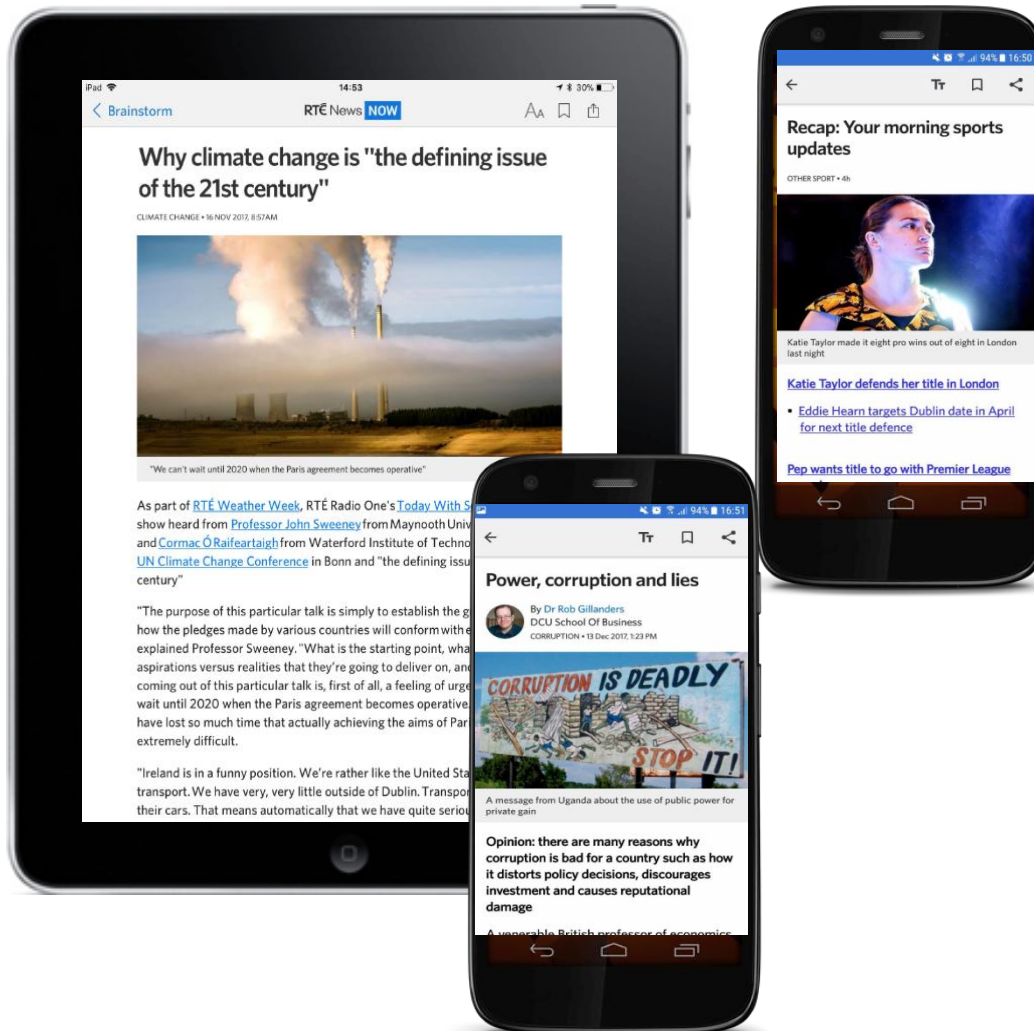 iPad
14:53
30%
Brainstorm
RTÉ News NOW
AA
Why climate change is "the defining issue
of the 21st century"
CLIMATE CHANGE • 16 NOV 2017, 8:57AM
"We can't wait until 2020 when the Paris agreement becomes operative"
As part of RTÉ Weather Week, RTÉ Radio One's Today With S
show heard from Professor John Sweeney from Maynooth Univ
and Cormac Ó Raifeartaigh from Waterford Institute of Techno
UN Climate Change Conference in Bonn and "the defining issu
century"
"The purpose of this particular talk is simply to establish the g
how the pledges made by various countries will conform with e
explained Professor Sweeney. "What is the starting point, wha
aspirations versus realities that they're going to deliver on, and
coming out of this particular talk is, first of all, a feeling of urge
wait until 2020 when the Paris agreement becomes operative.
have lost so much time that actually achieving the aims of Par
extremely difficult.
"Ireland is in a funny position. We're rather like the United Sta
transport. We have very, very little outside of Dublin. Transpor
their cars. That means automatically that we have quite seriou
94% 16:51
TT
Power, corruption and lies
By Dr Rob Gillanders
DCU School Of Business
CORRUPTION • 13 Dec 2017, 1:23 PM
CORRUPTION IS DEADLY
STOP IT!
A message from Uganda about the use of public power for
private gain
Opinion: there are many reasons why
corruption is bad for a country such as how
it distorts policy decisions, discourages
investment and causes reputational
damage
A venerable British professor of economics
94% 16:50
TT
Recap: Your morning sports
updates
OTHER SPORT • 4h
Katie Taylor made it eight pro wins out of eight in London
last night
Katie Taylor defends her title in London
• Eddie Hearn targets Dublin date in April
for next title defence
Pep wants title to go with Premier League